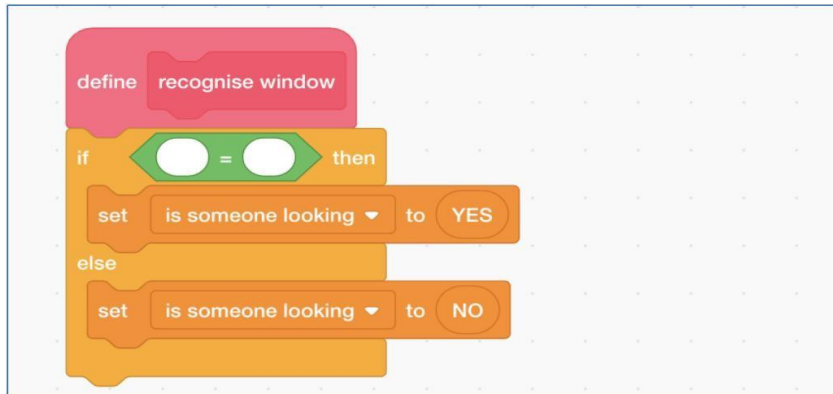 define recognise window
if = then
set is someone looking to YES
else
set is someone looking to NO